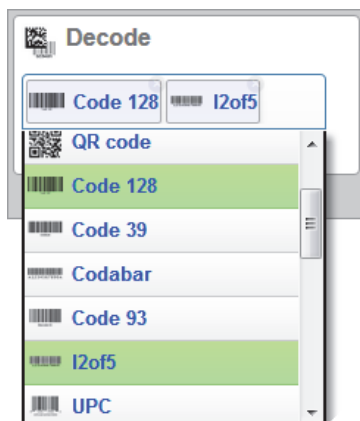 Decode
Code 128 I2of5
QR code
Code 128
Code 39
Codabar
Code 93
I2of5
UPC